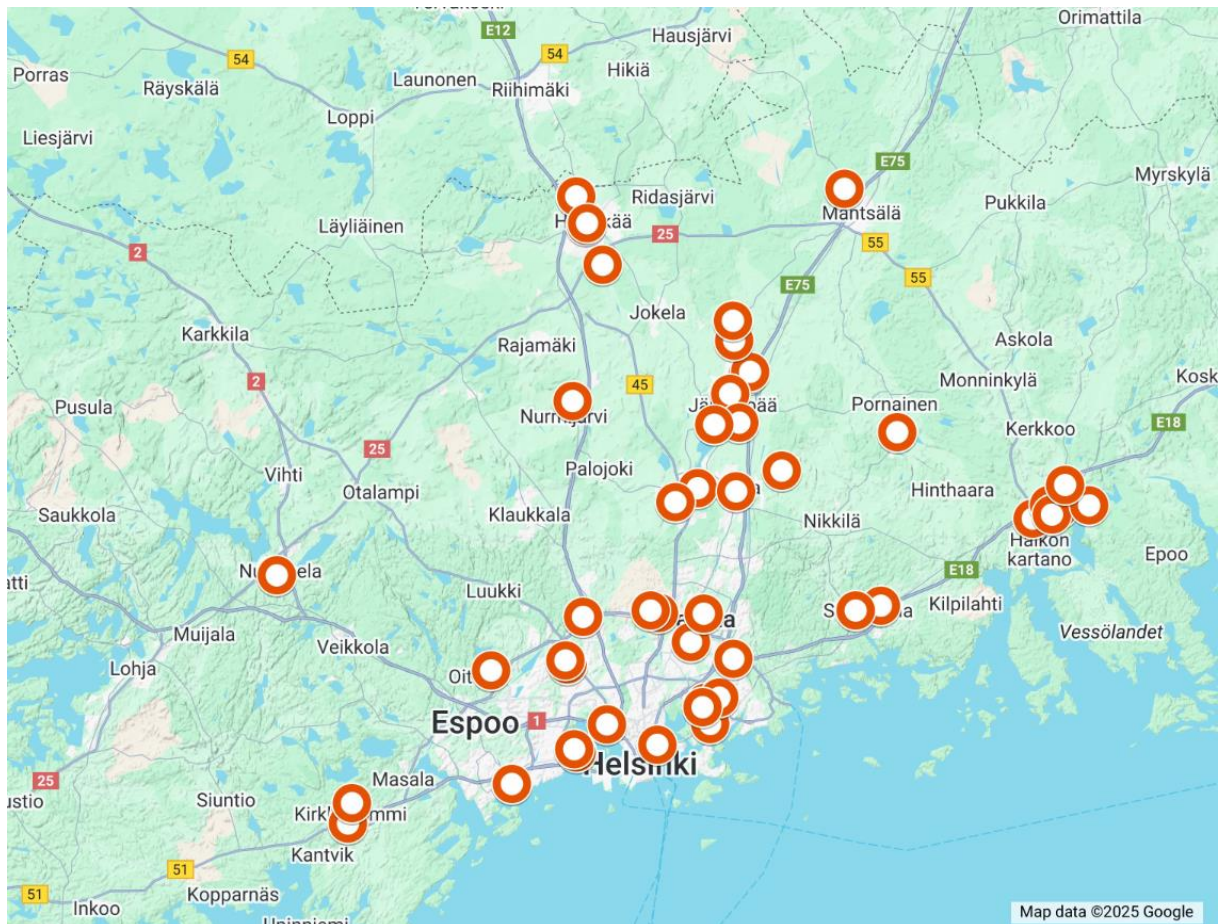 Orimattila
E12
Hausjärvi
54
54
Porras
Launonen
Hikiä
Räyskälä
Riihimäki
Loppi
Liesjärvi
E75
Myrskylä
Ridasjärvi
Pukkila
Mäntsälä
Läyliäinen
25
2
55
E75
55
Jokela
Karkkila
Askola
Rajamäki
2
45
Monninkylä
Kosk
Pusula
Pornainen
Nurmijärvi
E18
Kerkkoo
25
Vihti
Palojoki
Otalampi
Hinthaara
Saukkola
Klaukkala
Nikkilä
Haikon
kartano
Epoo
E18
Luukki
Kilpilahti
Muijala
Vessölandet
Veikkola
Lohja
Espoo
1
Helsinki
25
Masala
Siuntio
Kantvik
51
51
Kopparnäs
Inkoo
Map data ©2025 Google